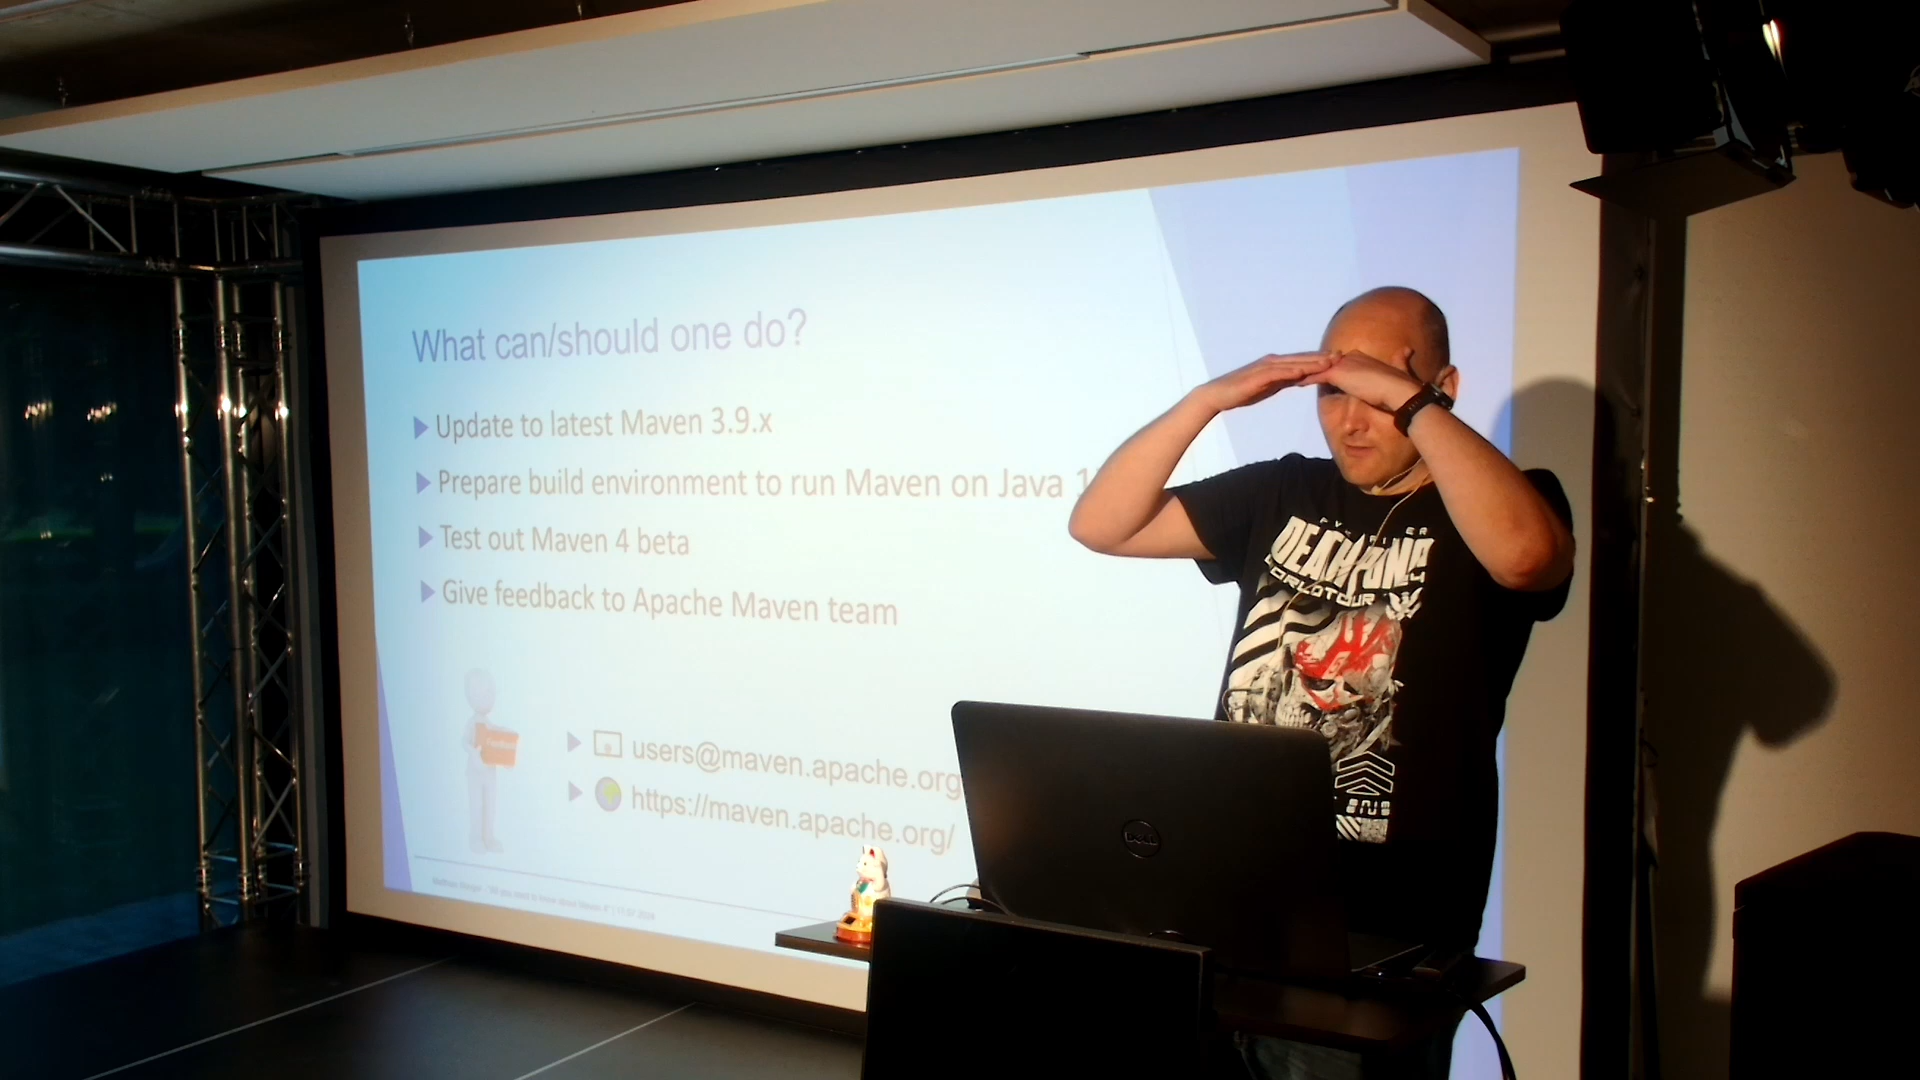 What can/should one do?
Update to latest Maven 3.9.x
Prepare build environment to run Maven on Java 1
Test out Maven 4 beta
Give feedback to Apache Maven team
users@maven.apache.org
https://maven.apache.org/
WORLDTOUR
DELL